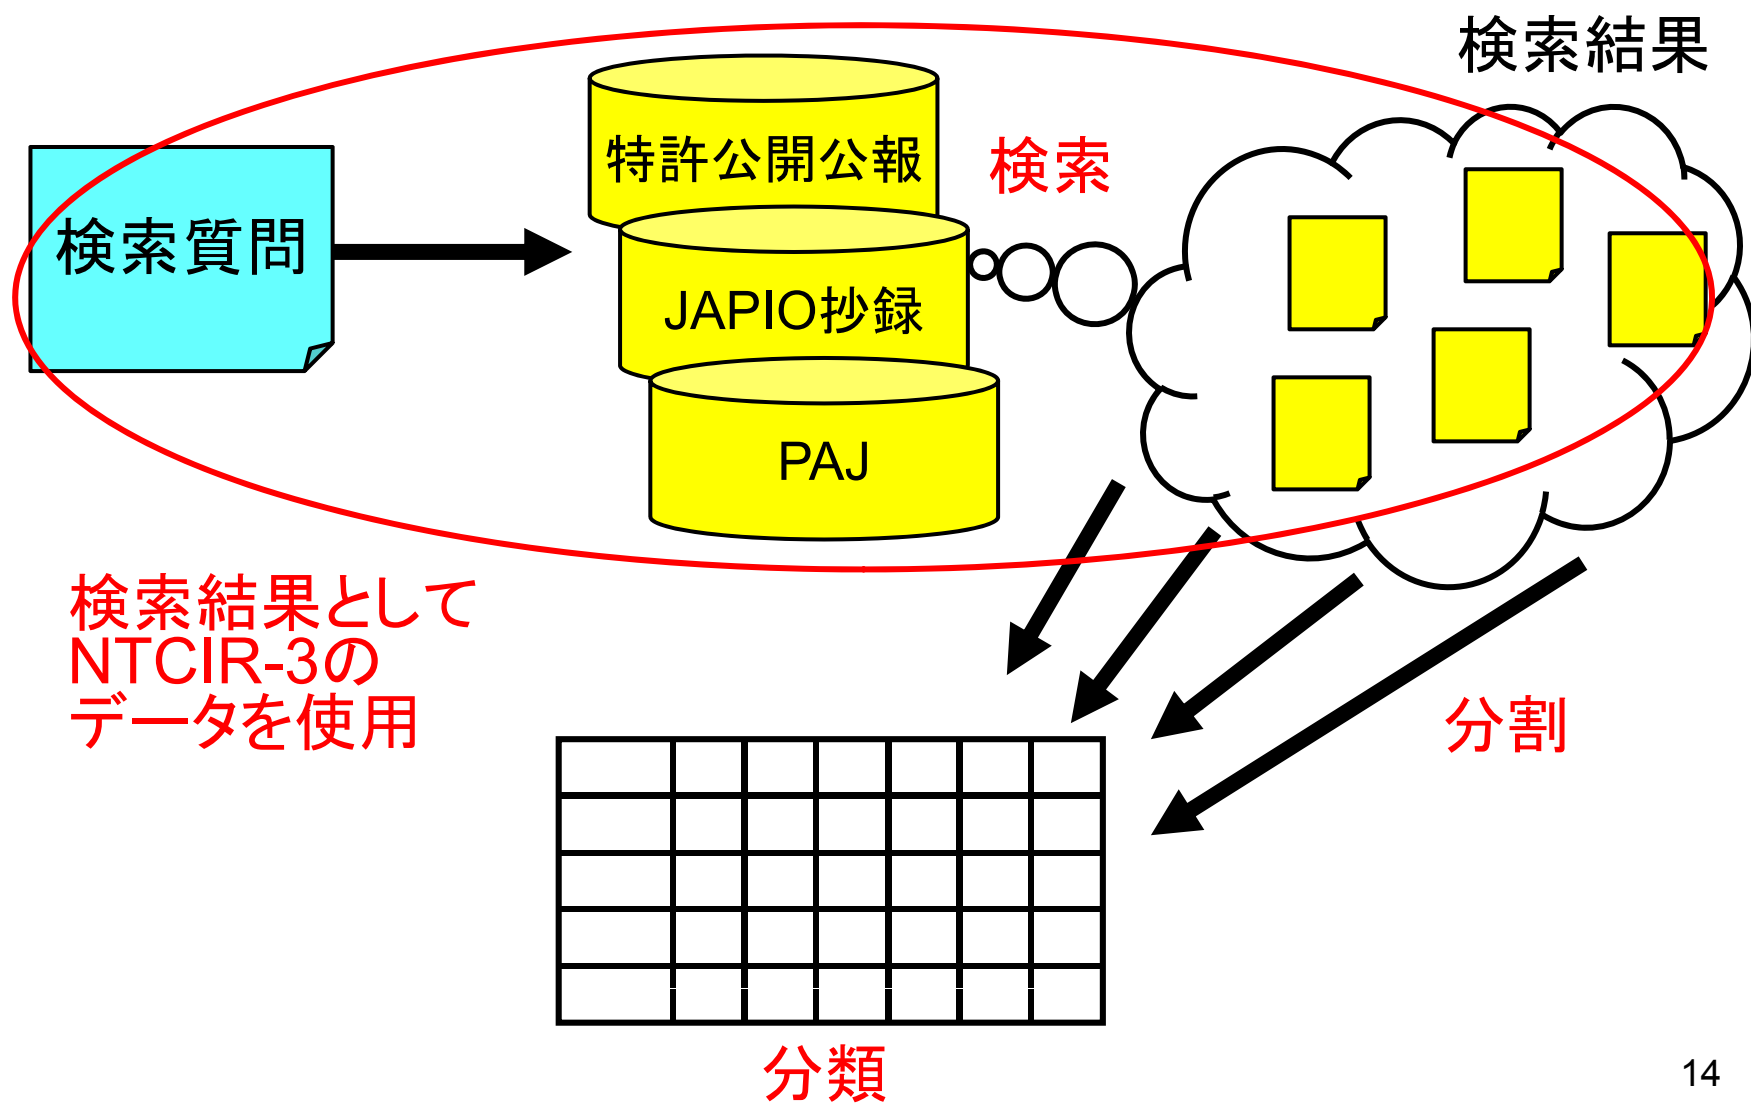 検索結果
特許公開公報
検索
検索質問
JAPIO抄録
PAJ
検索結果として
NTCIR-3の
データを使用
分割
分類
14